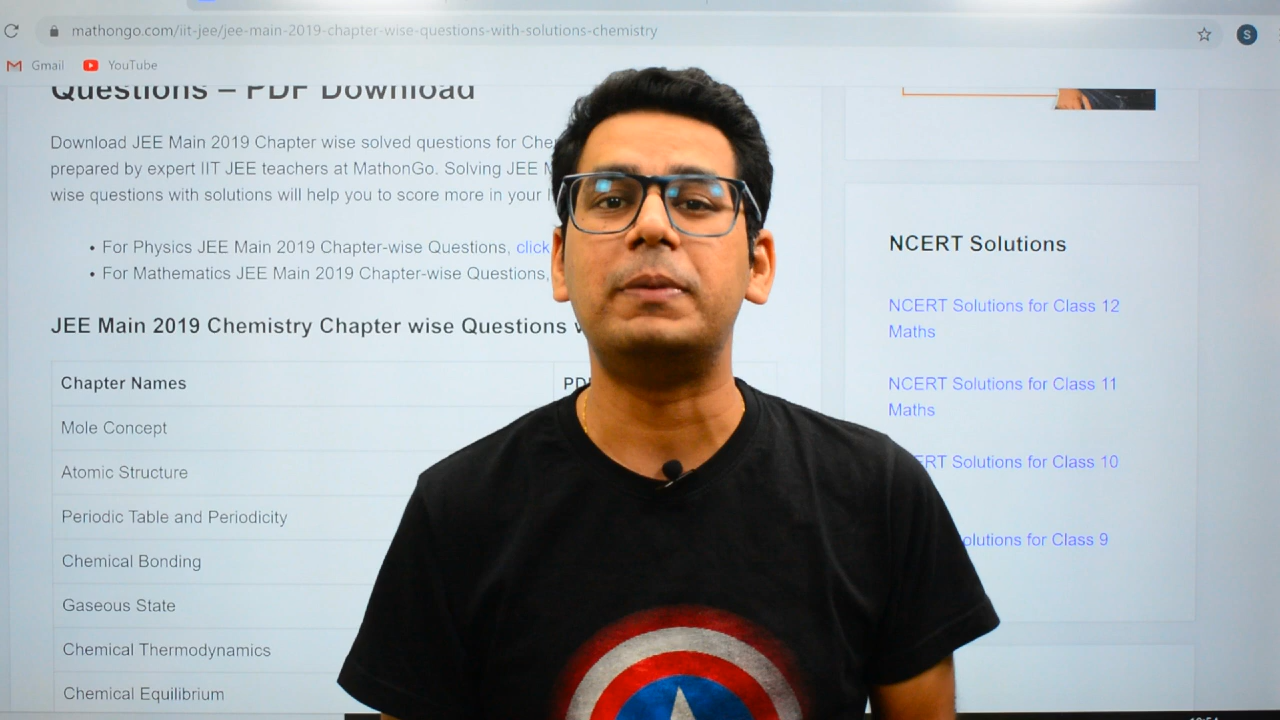 mathongo.com/iit-jee/jee-main-2019-chapter-wise-questions-with-solutions-chemistry
S
Gmail
YouTube
Questions – PDF Download
Download JEE Main 2019 Chapter wise solved questions for Che
prepared by expert IIT JEE teachers at MathonGo. Solving JEE M
wise questions with solutions will help you to score more in your
• For Physics JEE Main 2019 Chapter-wise Questions, click
• For Mathematics JEE Main 2019 Chapter-wise Questions,
JEE Main 2019 Chemistry Chapter wise Questions w
Chapter Names
PD
Mole Concept
Atomic Structure
Periodic Table and Periodicity
Chemical Bonding
Gaseous State
Chemical Thermodynamics
Chemical Equilibrium
NCERT Solutions
NCERT Solutions for Class 12
Maths
NCERT Solutions for Class 11
Maths
ERT Solutions for Class 10
olutions for Class 9